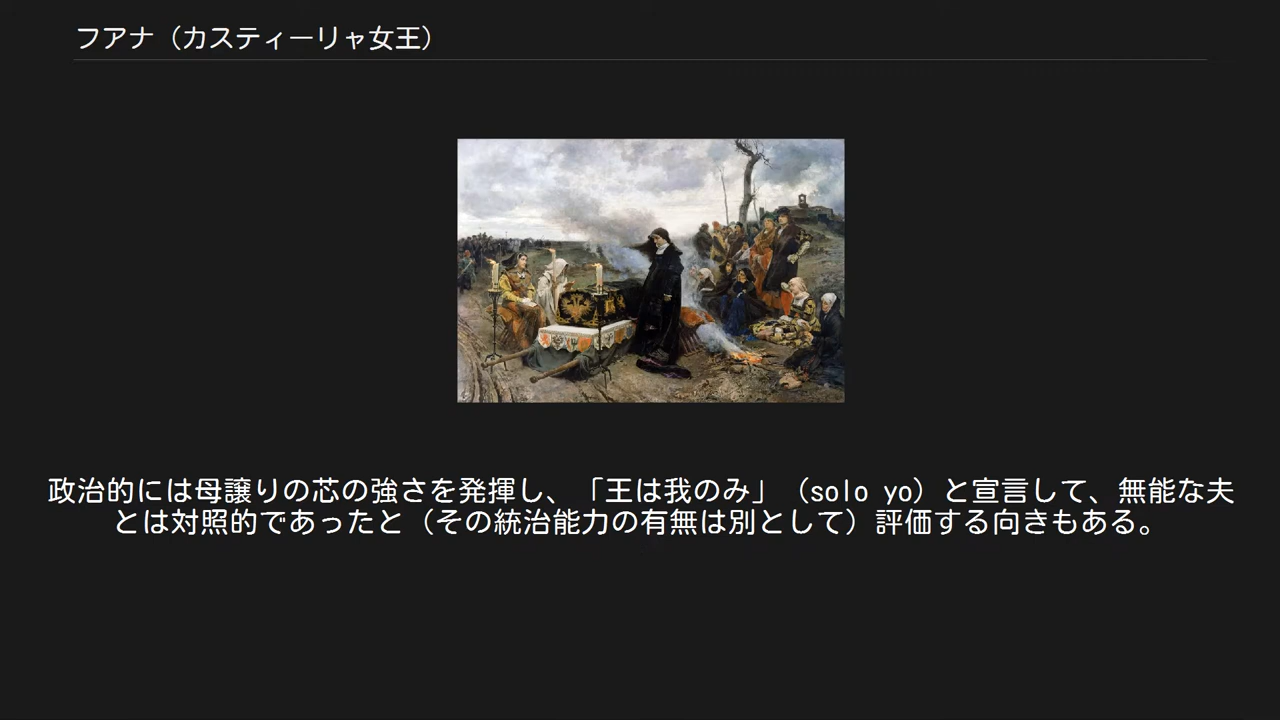 フアナ（カスティーリャ女王）
政治的には母譲りの芯の強さを発揮し、「王は我のみ」（solo yo）と宣言して、無能な夫
とは対照的であったと（その統治能力の有無は別として）評価する向きもある。